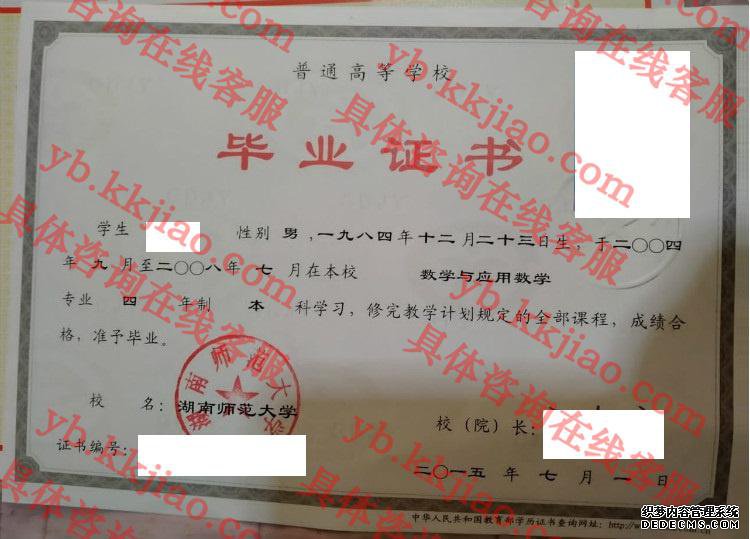 普通高等学校
毕业证书
学生 性别 男 ，一九八四年 十二 月二十三日生，于二〇〇四
年 九 月至二〇〇八年 七 月在本校 数学与应用数学
专业 四 年制 本 科学习，修完教学计划规定的全部课程，成绩合
格，准予毕业。
湖南师范大学
校 名：湖南师范大学
校（院）长：
证书编号：
二〇一五 年 七 月 一 日
中华人民共和国教育部学历证书查询网址：http://w
具体咨询在线客服
yb.kkjiao.com
织梦内容管理系统
DEDECMS.COM